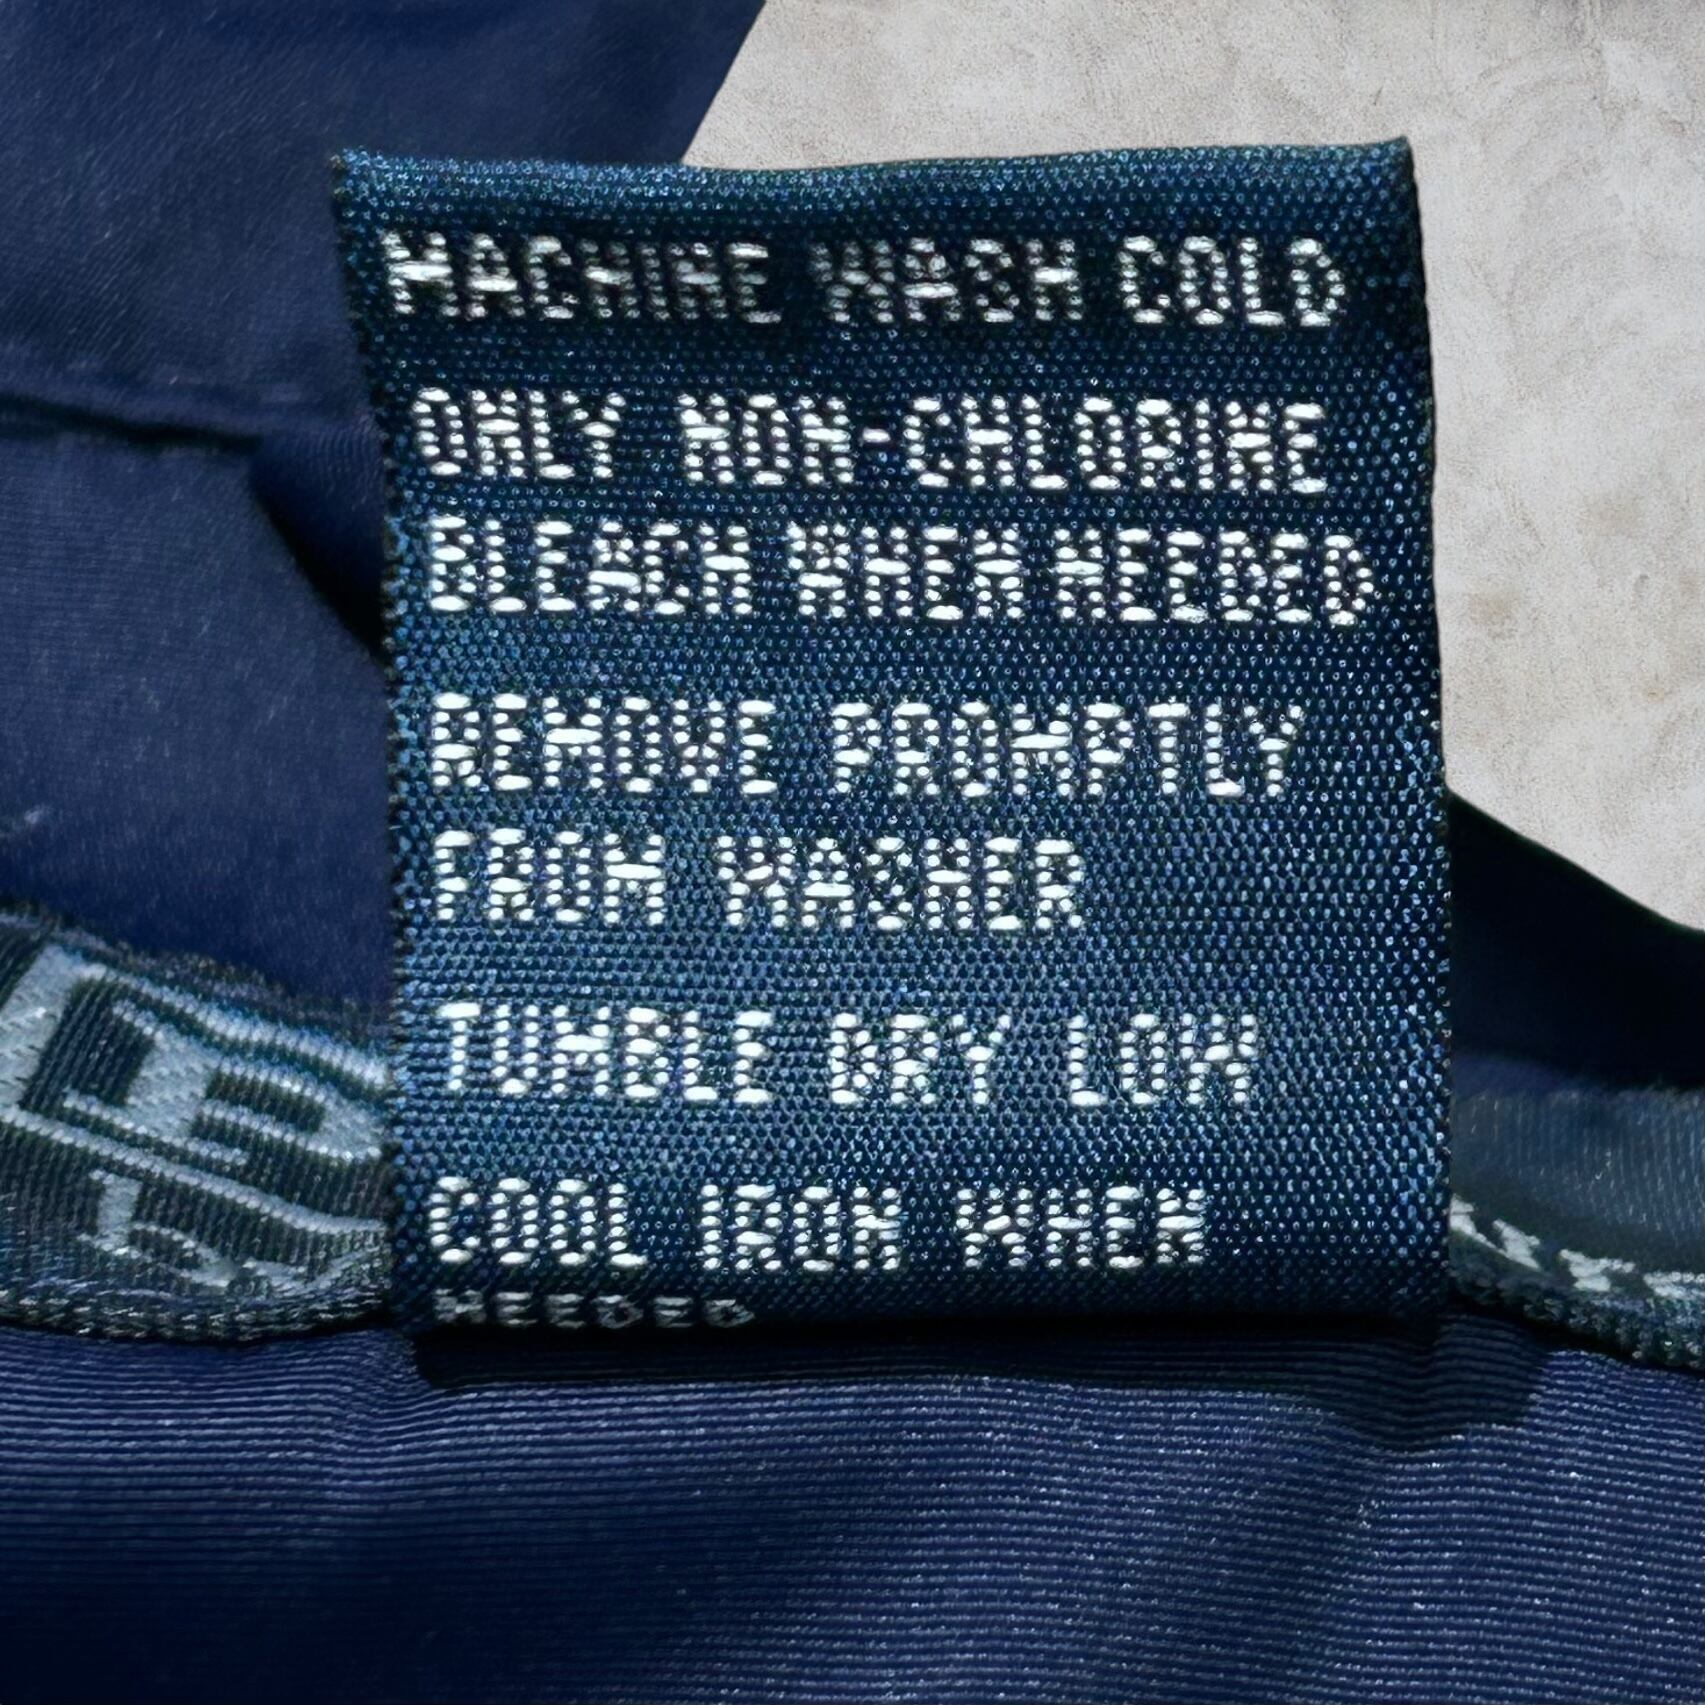 MACHINE WASH COLD
ONLY NON-CHLORINE
BLEACH WHEN NEEDED
REMOVE PROMPTLY
FROM WASHER
TUMBLE DRY LOW
COOL IRON WHEN
NEEDED